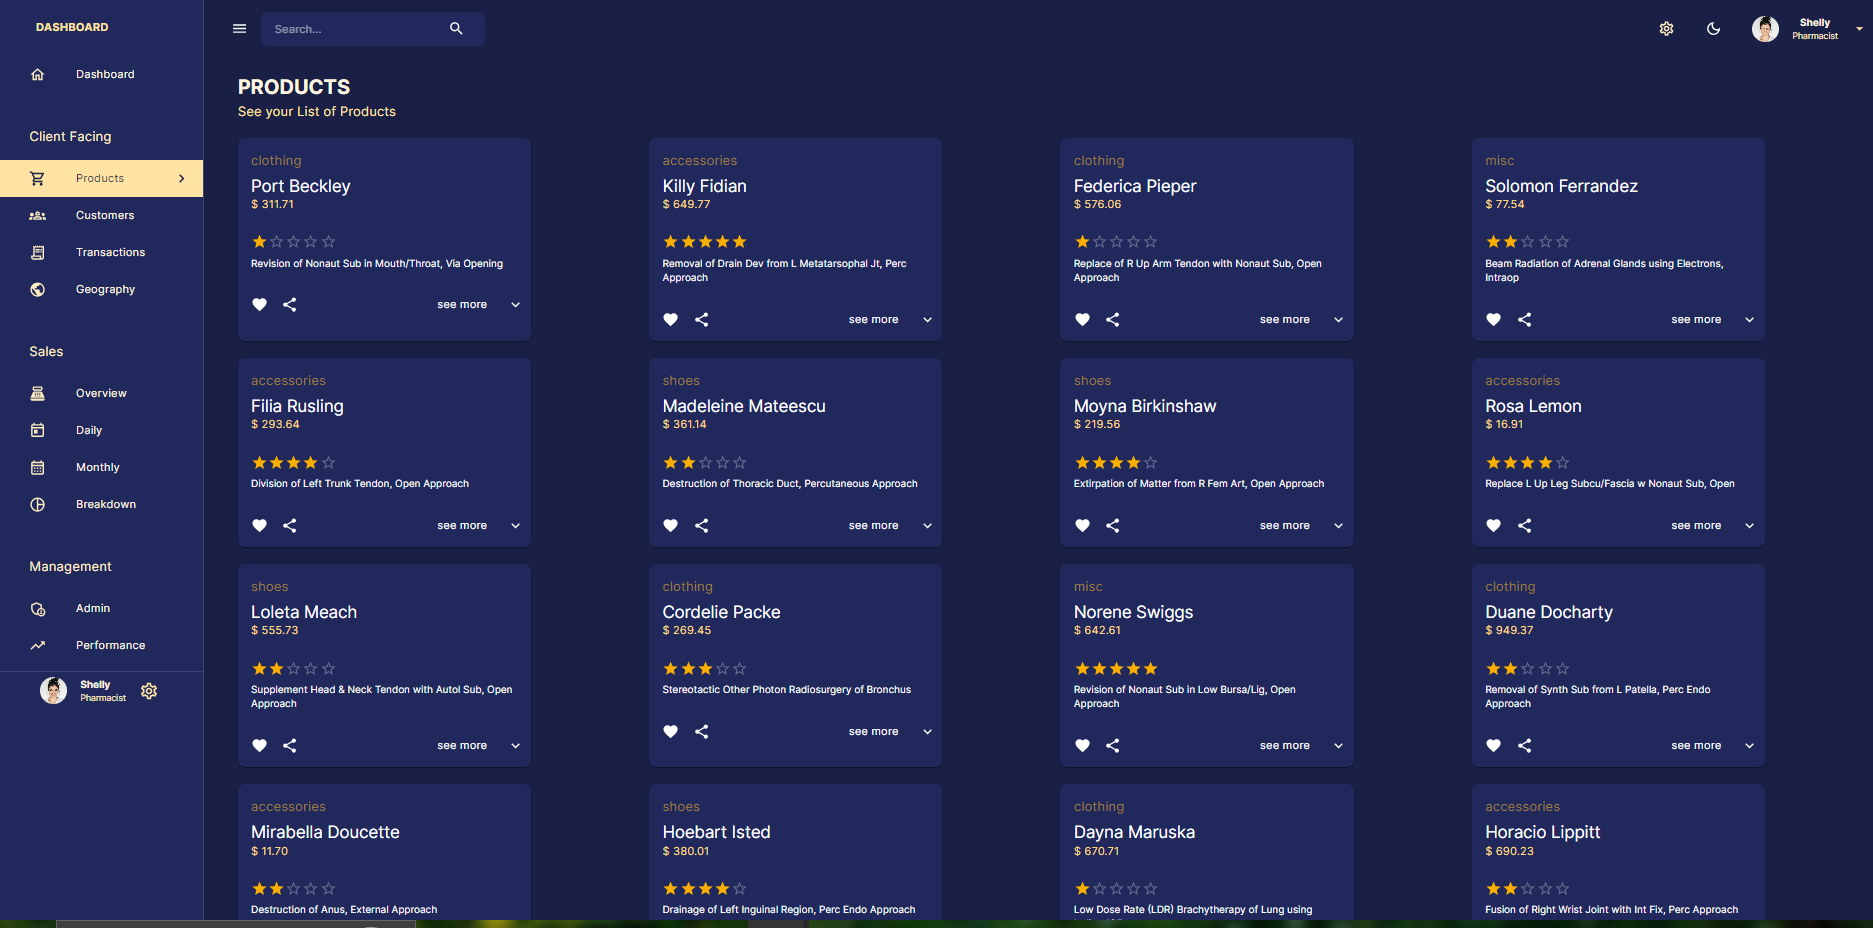 DASHBOARD
Dashboard
Client Facing
Products
Customers
Transactions
Geography
Sales
Overview
Daily
Monthly
Breakdown
Management
Admin
Performance
Shelly
Pharmacist
Search...
Shelly
Pharmacist
PRODUCTS
See your List of Products
clothing
Port Beckley
$ 311.71
Revision of Nonaut Sub in Mouth/Throat, Via Opening
see more
accessories
Killy Fidian
$ 649.77
Removal of Drain Dev from L Metatarsophal Jt, Perc
Approach
see more
clothing
Federica Pieper
$ 576.06
Replace of R Up Arm Tendon with Nonaut Sub, Open
Approach
see more
misc
Solomon Ferrandez
$ 77.54
Beam Radiation of Adrenal Glands using Electrons,
Intraop
see more
accessories
Filia Rusling
$ 293.64
Division of Left Trunk Tendon, Open Approach
see more
shoes
Madeleine Mateescu
$ 361.14
Destruction of Thoracic Duct, Percutaneous Approach
see more
shoes
Moyna Birkinshaw
$ 219.56
Extirpation of Matter from R Fem Art, Open Approach
see more
accessories
Rosa Lemon
$ 16.91
Replace L Up Leg Subcu/Fascia w Nonaut Sub, Open
see more
shoes
Loleta Meach
$ 555.73
Supplement Head & Neck Tendon with Autol Sub, Open
Approach
see more
clothing
Cordelie Packe
$ 269.45
Stereotactic Other Photon Radiosurgery of Bronchus
see more
misc
Norene Swiggs
$ 642.61
Revision of Nonaut Sub in Low Bursa/Lig, Open
Approach
see more
clothing
Duane Docharty
$ 949.37
Removal of Synth Sub from L Patella, Perc Endo
Approach
see more
accessories
Mirabella Doucette
$ 11.70
Destruction of Anus, External Approach
shoes
Hoebart Isted
$ 380.01
Drainage of Left Inguinal Region, Perc Endo Approach
clothing
Dayna Maruska
$ 670.71
Low Dose Rate (LDR) Brachytherapy of Lung using
accessories
Horacio Lippitt
$ 690.23
Fusion of Right Wrist Joint with Int Fix, Perc Approach